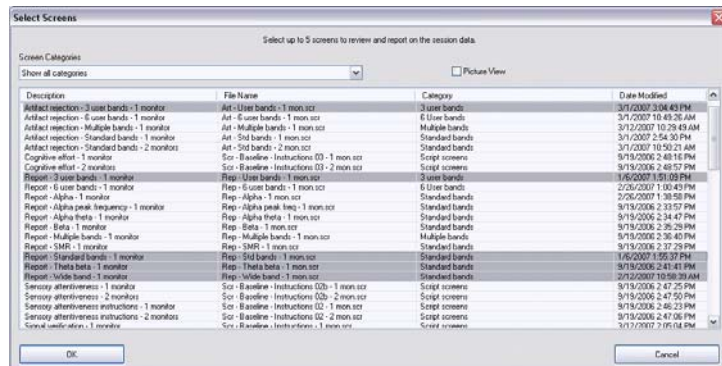 Select Screens
Select up to 5 screens to review and report on the session data.
Screen Categories
Show all categories
Picture View
Description File Name Category Date Modified
Artifact rejection - 3 user bands - 1 monitor Art - User bands - 1 mon.scr 3 user bands 3/1/2007 3:04:49 PM
Artifact rejection - 6 user bands - 1 monitor Art - 6 user bands - 1 mon.scr 6 User bands 3/1/2007 10:49:26 AM
Artifact rejection - Multiple bands - 1 monitor Art - Multiple bands - 1 mon.scr Multiple bands 3/12/2007 10:29:49 AM
Artifact rejection - Standard bands - 1 monitor Art - Std bands - 1 mon.scr Standard bands 3/1/2007 2:54:30 PM
Artifact rejection - Standard bands - 2 monitors Art - Std bands - 2 mon.scr Standard bands 3/1/2007 10:50:21 AM
Cognitive effort - 1 monitor Scr - Baseline - Instructions 03 - 1 mon.scr Script screens 9/19/2006 2:48:16 PM
Cognitive effort - 2 monitors Scr - Baseline - Instructions 03 - 2 mon.scr Script screens 9/19/2006 2:48:57 PM
Report - 3 user bands - 1 monitor Rep - User bands - 1 mon.scr 3 user bands 1/6/2007 1:51:09 PM
Report - 6 user bands - 1 monitor Rep - 6 user bands - 1 mon.scr 6 User bands 2/26/2007 1:00:49 PM
Report - Alpha - 1 monitor Rep - Alpha - 1 mon.scr Standard bands 2/26/2007 1:38:58 PM
Report - Alpha peak frequency - 1 monitor Rep - Alpha peak freq - 1 mon.scr Standard bands 9/19/2006 2:33:57 PM
Report - Alpha theta - 1 monitor Rep - Alpha theta - 1 mon.scr Standard bands 9/19/2006 2:34:47 PM
Report - Beta - 1 monitor Rep - Beta - 1 mon.scr Standard bands 9/19/2006 2:35:29 PM
Report - Multiple bands - 1 monitor Rep - Multiple bands - 1 mon.scr Multiple bands 9/19/2006 2:36:40 PM
Report - SMR - 1 monitor Rep - SMR - 1 mon.scr Standard bands 9/19/2006 2:37:29 PM
Report - Standard bands - 1 monitor Rep - Std bands - 1 mon.scr Standard bands 1/6/2007 1:55:37 PM
Report - Theta beta - 1 monitor Rep - Theta beta - 1 mon.scr Standard bands 9/19/2006 2:41:41 PM
Report - Wide band - 1 monitor Rep - Wide band - 1 mon.scr Standard bands 2/12/2007 10:58:39 AM
Sensory attentiveness - 1 monitor Scr - Baseline - Instructions 02b - 1 mon.scr Script screens 9/19/2006 2:47:25 PM
Sensory attentiveness - 2 monitors Scr - Baseline - Instructions 02b - 2 mon.scr Script screens 9/19/2006 2:47:50 PM
Sensory attentiveness instructions - 1 monitor Scr - Baseline - Instructions 02 - 1 mon.scr Script screens 9/19/2006 2:46:23 PM
Sensory attentiveness instructions - 2 monitors Scr - Baseline - Instructions 02 - 2 mon.scr Script screens 9/19/2006 2:47:06 PM
Signal verification - 1 monitor Scr - Baseline - Instructions - 1 mon.scr Script screens 3/12/2007 2:05:04 PM
OK Cancel